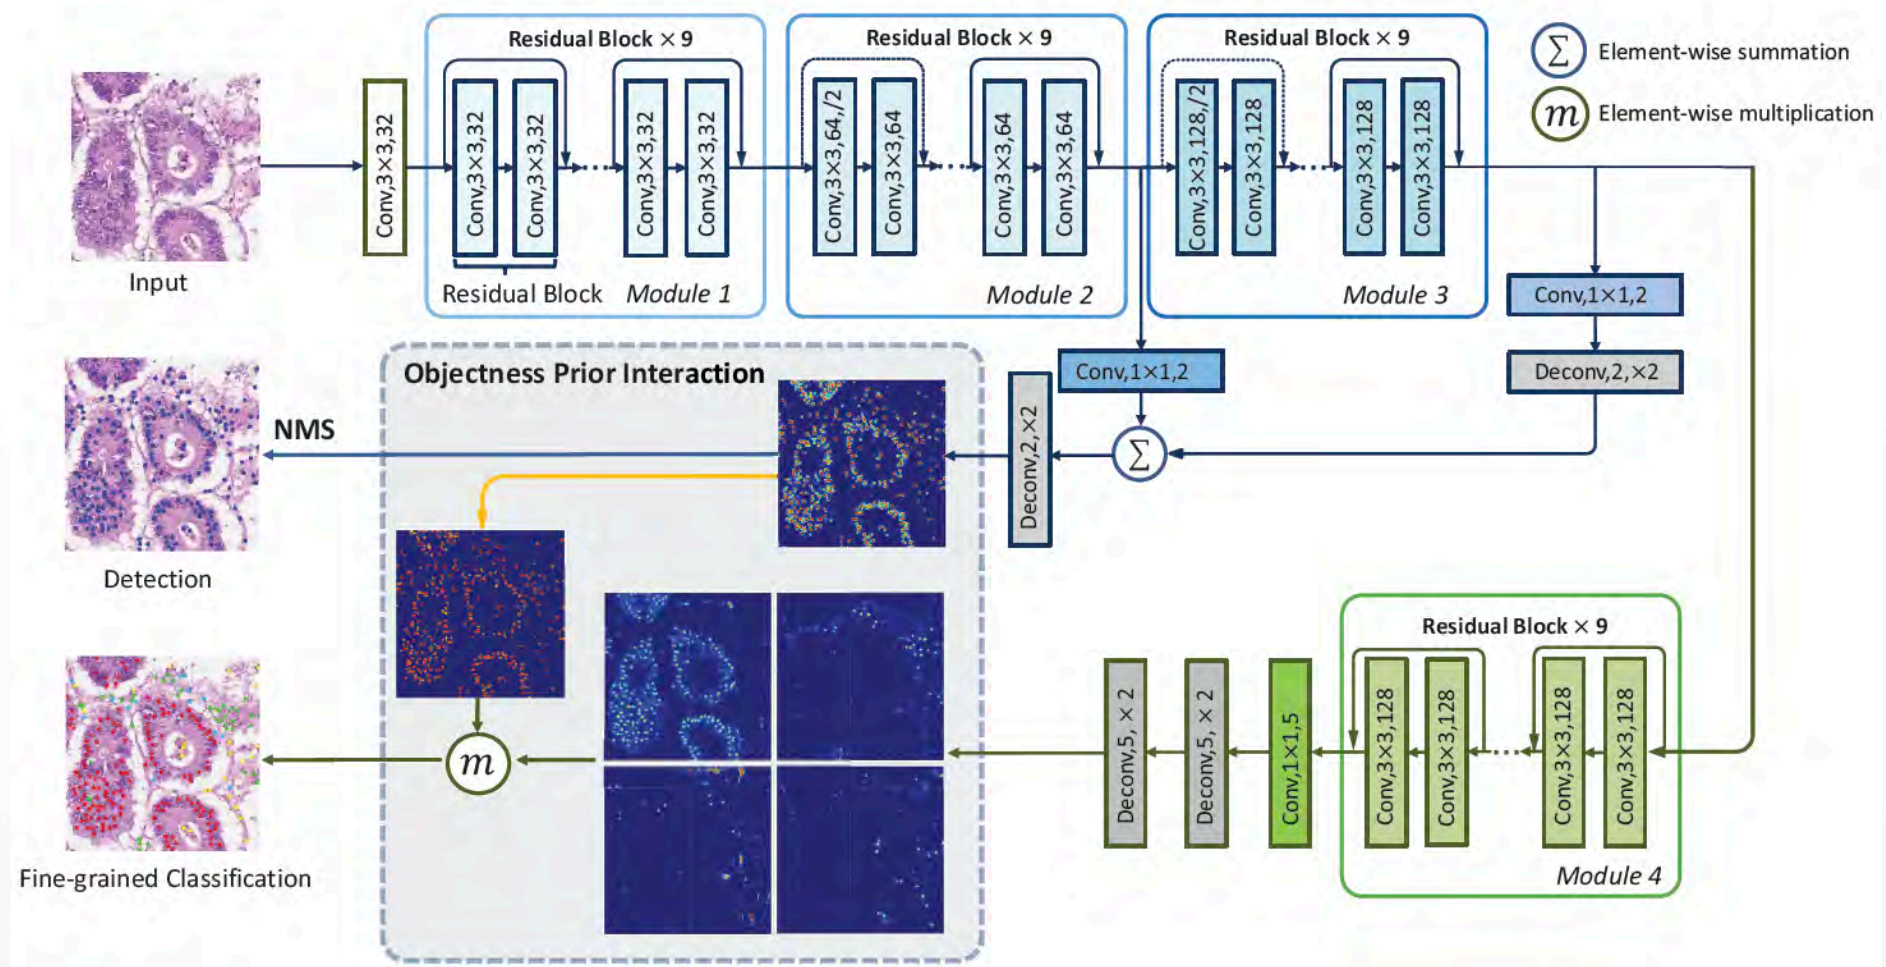 Residual Block × 9
Residual Block × 9
Residual Block × 9
∑ Element-wise summation
m Element-wise multiplication
Conv,3×3,32
Conv,3×3,32
Conv,3×3,32
Conv,3×3,32
Conv,3×3,32
Conv,3×3,64,/2
Conv,3×3,64
Conv,3×3,64
Conv,3×3,64
Conv,3×3,128,/2
Conv,3×3,128
Conv,3×3,128
Conv,3×3,128
Input
Residual Block
Module 1
Module 2
Module 3
Conv,1×1,2
Deconv,2,×2
Conv,1×1,2
∑
Deconv,2,×2
Objectness Prior Interaction
NMS
Detection
Residual Block × 9
Deconv,5, × 2
Deconv,5, × 2
Conv,1×1,5
Conv,3×3,128
Conv,3×3,128
Conv,3×3,128
Conv,3×3,128
Module 4
m
Fine-grained Classification